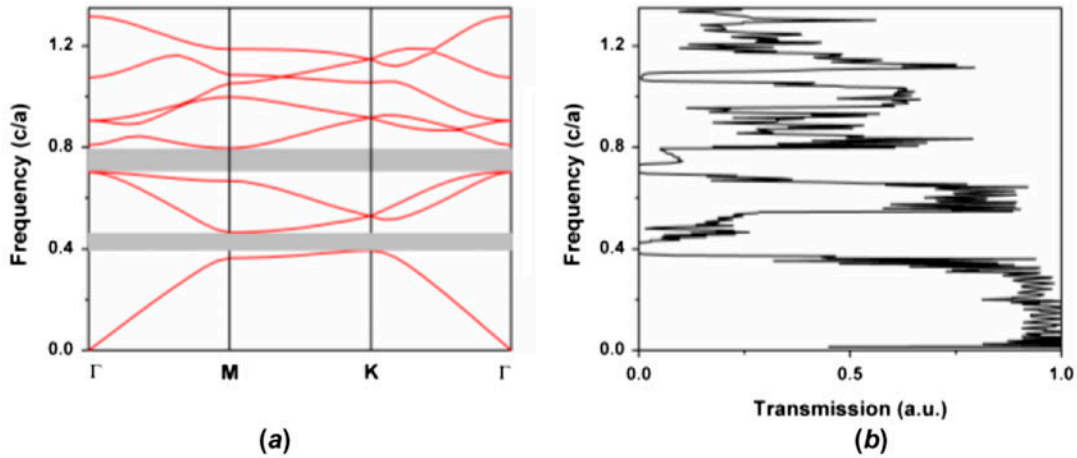 Frequency (c/a)
1.2
0.8
0.4
0.0
Γ M K Γ
(a)
Frequency (c/a)
1.2
0.8
0.4
0.0
0.0 0.5 1.0
Transmission (a.u.)
(b)